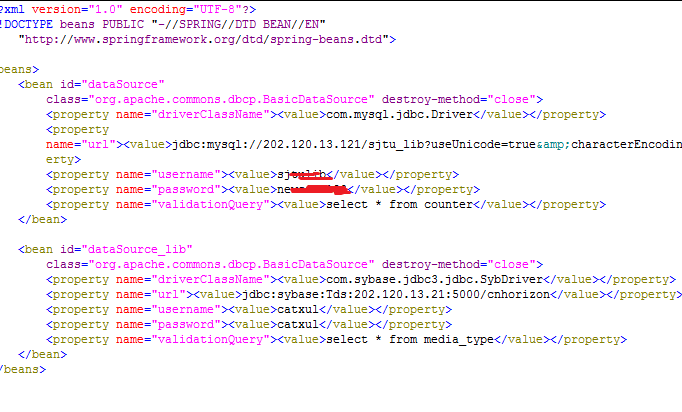 ?xml version="1.0" encoding="UTF-8"?>
!DOCTYPE beans PUBLIC "-//SPRING//DTD BEAN//EN"
"http://www.springframework.org/dtd/spring-beans.dtd">
beans>
<bean id="dataSource"
class="org.apache.commons.dbcp.BasicDataSource" destroy-method="close">
<property name="driverClassName"><value>com.mysql.jdbc.Driver</value></property>
<property
name="url"><value>jdbc:mysql://202.120.13.121/sjtu_lib?useUnicode=true&amp;characterEncodin
erty>
<property name="username"><value></value></property>
<property name="password"><value></value></property>
<property name="validationQuery"><value>select * from counter</value></property>
</bean>
<bean id="dataSource_lib"
class="org.apache.commons.dbcp.BasicDataSource" destroy-method="close">
<property name="driverClassName"><value>com.sybase.jdbc3.jdbc.SybDriver</value></property>
<property name="url"><value>jdbc:sybase:Tds:202.120.13.21:5000/cnhorizon</value></property>
<property name="username"><value>catxul</value></property>
<property name="password"><value>catxul</value></property>
<property name="validationQuery"><value>select * from media_type</value></property>
</bean>
/beans>